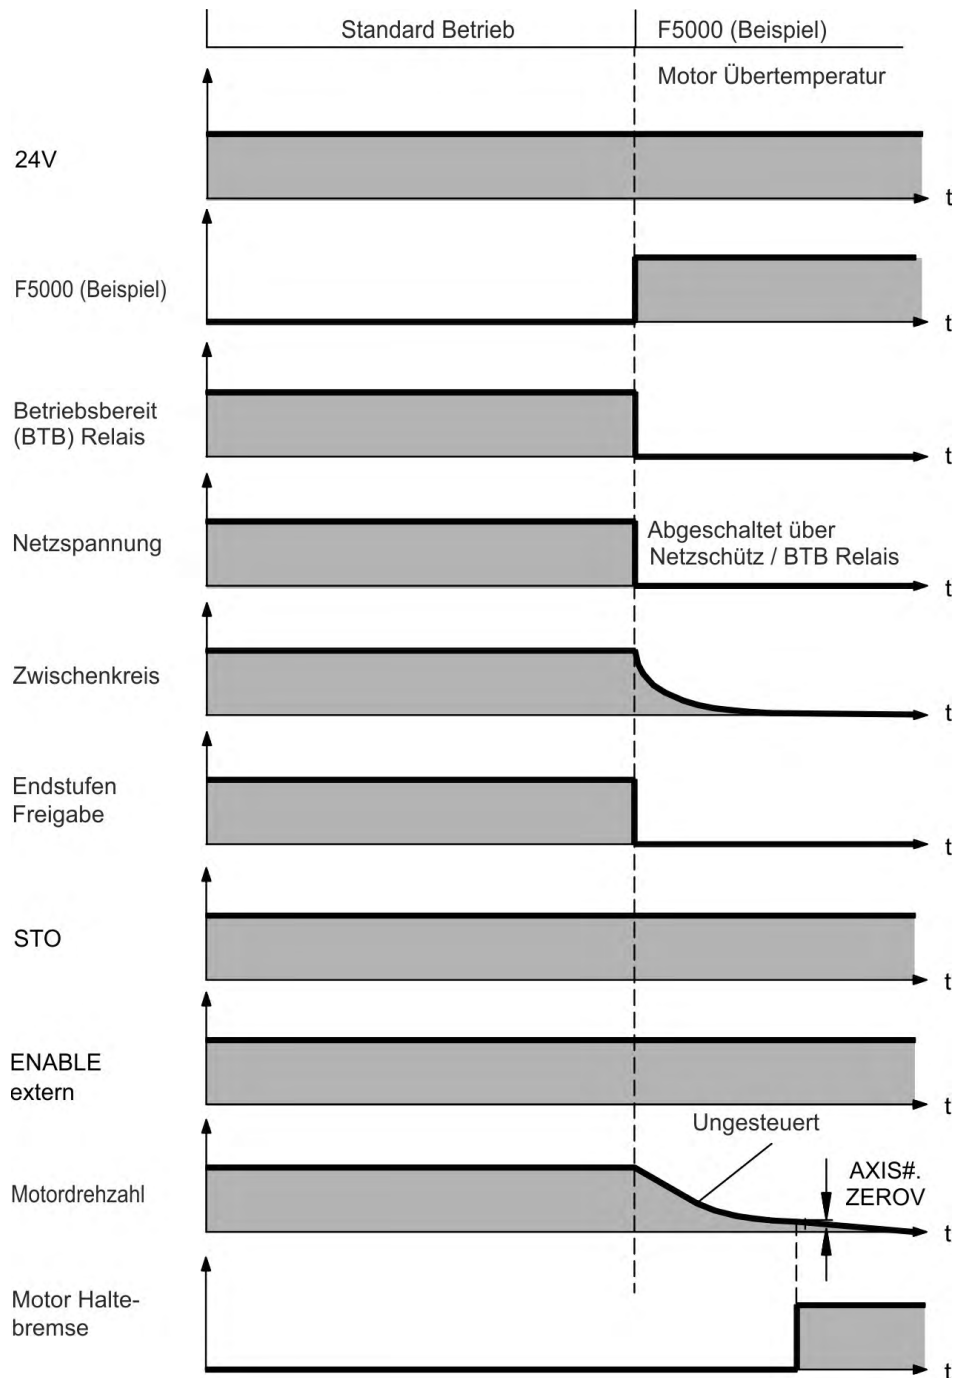 Standard Betrieb
F5000 (Beispiel)
Motor Übertemperatur
24V
t
F5000 (Beispiel)
t
Betriebsbereit
(BTB) Relais
t
Netzspannung
Abgeschaltet über
Netzschütz / BTB Relais
t
Zwischenkreis
t
Endstufen
Freigabe
t
STO
t
ENABLE
extern
t
Ungesteuert
Motordrehzahl
AXIS#.
ZEROV
t
Motor Halte-
bremse
t